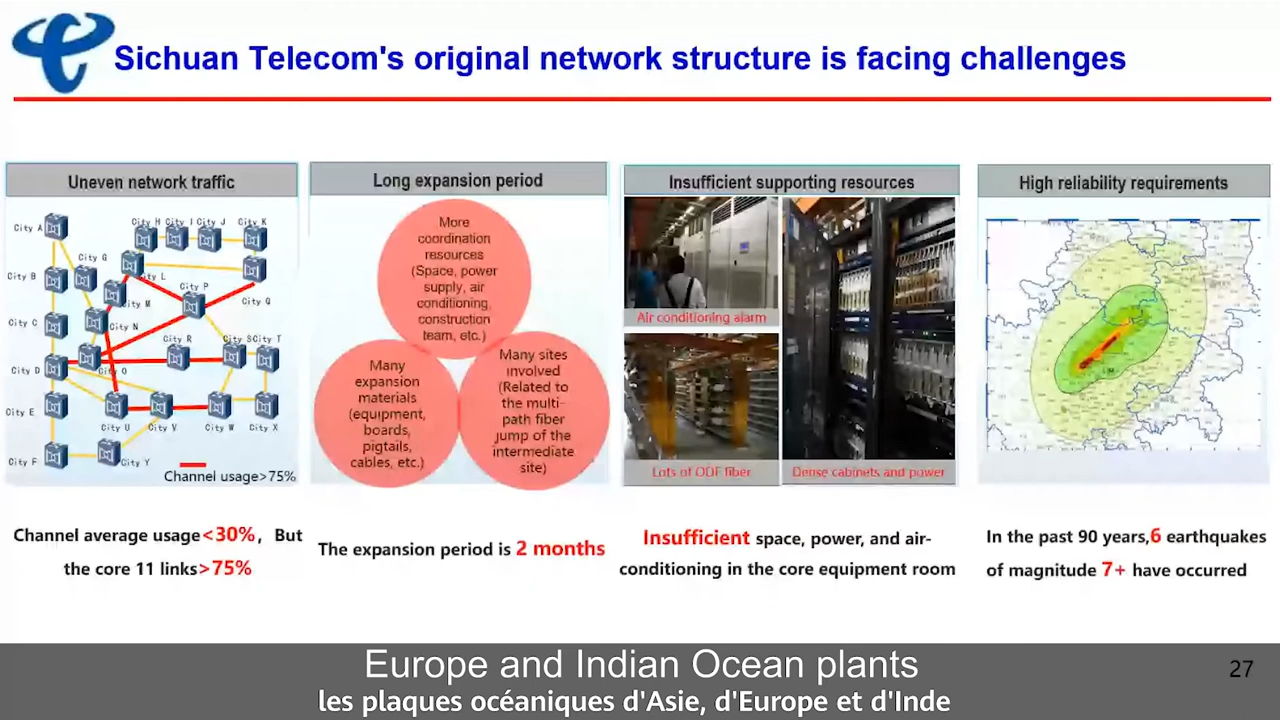 Sichuan Telecom's original network structure is facing challenges
Uneven network traffic
City A
City H
City I
City J
City K
City B
City G
City L
City M
City P
City Q
City C
City N
City R
City S
City T
City D
City O
City E
City U
City V
City W
City X
City F
City Y
Channel usage>75%
Channel average usage<30%, But
the core 11 links>75%
Long expansion period
More
coordination
resources
(Space, power
supply, air
conditioning,
construction
team, etc.)
Many
expansion
materials
(equipment,
boards,
pigtails,
cables, etc.)
Many sites
involved
(Related to
the multi-
path fiber
jump of the
intermediate
site)
The expansion period is 2 months
Insufficient supporting resources
Air conditioning alarm
Lots of ODF fiber
Dense cabinets and power
Insufficient space, power, and air-
conditioning in the core equipment room
High reliability requirements
In the past 90 years,6 earthquakes
of magnitude 7+ have occurred
Europe and Indian Ocean plants
les plaques océaniques d'Asie, d'Europe et d'Inde
27